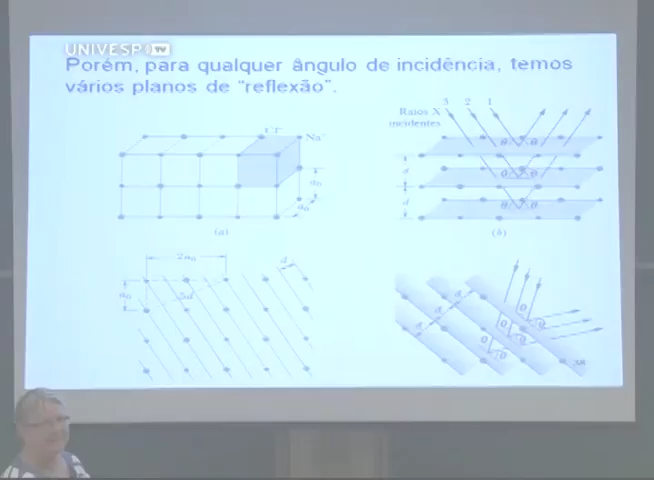 UNIVESP TV
Porém, para qualquer ângulo de incidência, temos
vários planos de "reflexão".
3 2 1
Raios X
incidentes
Na⁺
θ θ
a₀
d
θ θ
a₀
d
θ θ
(a)
(b)
2a₀
d
a₀
5d
d
d
θ
θ
θ
θ
θ
θ